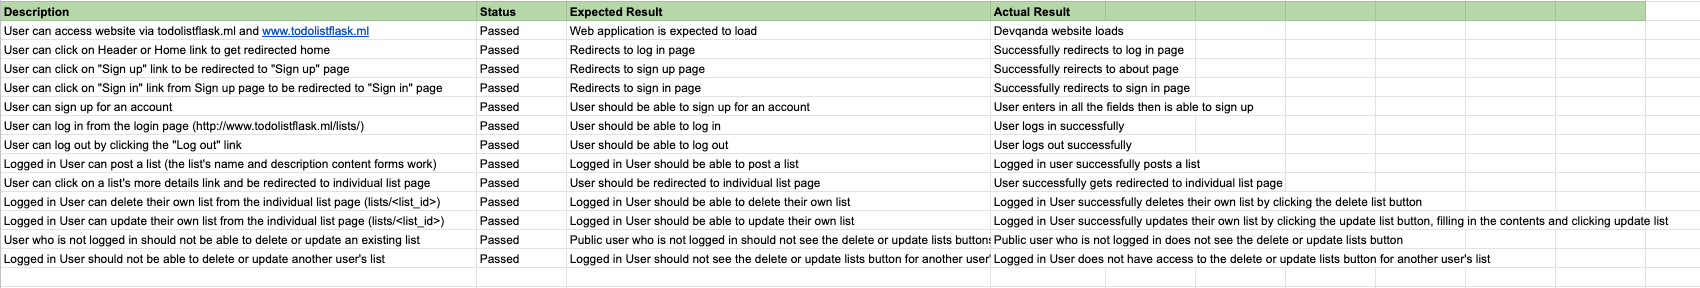 Description Status Expected Result Actual Result
User can access website via todolistflask.ml and www.todolistflask.ml Passed Web application is expected to load Devqanda website loads
User can click on Header or Home link to get redirected home Passed Redirects to log in page Successfully redirects to log in page
User can click on "Sign up" link to be redirected to "Sign up" page Passed Redirects to sign up page Successfully reirects to about page
User can click on "Sign in" link from Sign up page to be redirected to "Sign in" page Passed Redirects to sign in page Successfully redirects to sign in page
User can sign up for an account Passed User should be able to sign up for an account User enters in all the fields then is able to sign up
User can log in from the login page (http://www.todolistflask.ml/lists/) Passed User should be able to log in User logs in successfully
User can log out by clicking the "Log out" link Passed User should be able to log out User logs out successfully
Logged in User can post a list (the list's name and description content forms work) Passed Logged in User should be able to post a list Logged in user successfully posts a list
User can click on a list's more details link and be redirected to individual list page Passed User should be redirected to individual list page User successfully gets redirected to individual list page
Logged in User can delete their own list from the individual list page (lists/<list_id>) Passed Logged in User should be able to delete their own list Logged in User successfully deletes their own list by clicking the delete list button
Logged in User can update their own list from the individual list page (lists/<list_id>) Passed Logged in User should be able to update their own list Logged in User successfully updates their own list by clicking the update list button, filling in the contents and clicking update list
User who is not logged in should not be able to delete or update an existing list Passed Public user who is not logged in should not see the delete or update lists buttons Public user who is not logged in does not see the delete or update lists button
Logged in User should not be able to delete or update another user's list Passed Logged in User should not see the delete or update lists button for another user' Logged in User does not have access to the delete or update lists button for another user's list